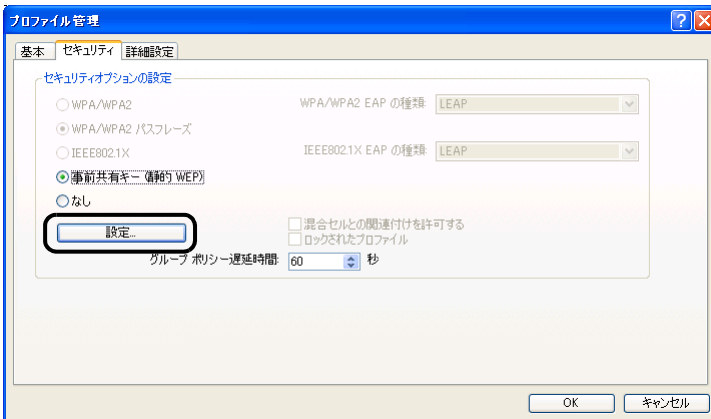 プロファイル管理
基本 セキュリティ 詳細設定
セキュリティオプションの設定
WPA/WPA2 WPA/WPA2 EAP の種類: LEAP
WPA/WPA2 パスフレーズ
IEEE802.1X IEEE802.1X EAP の種類: LEAP
事前共有キー (静的 WEP)
なし
設定... 混合セルとの関連付けを許可する
ロックされたプロファイル
グループ ポリシー遅延時間: 60 秒
OK キャンセル